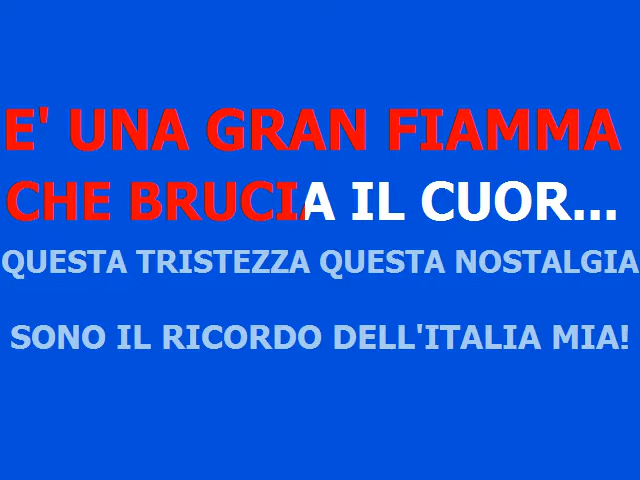 E' UNA GRAN FIAMMA
CHE BRUCIA IL CUOR...
QUESTA TRISTEZZA QUESTA NOSTALGIA
SONO IL RICORDO DELL'ITALIA MIA!